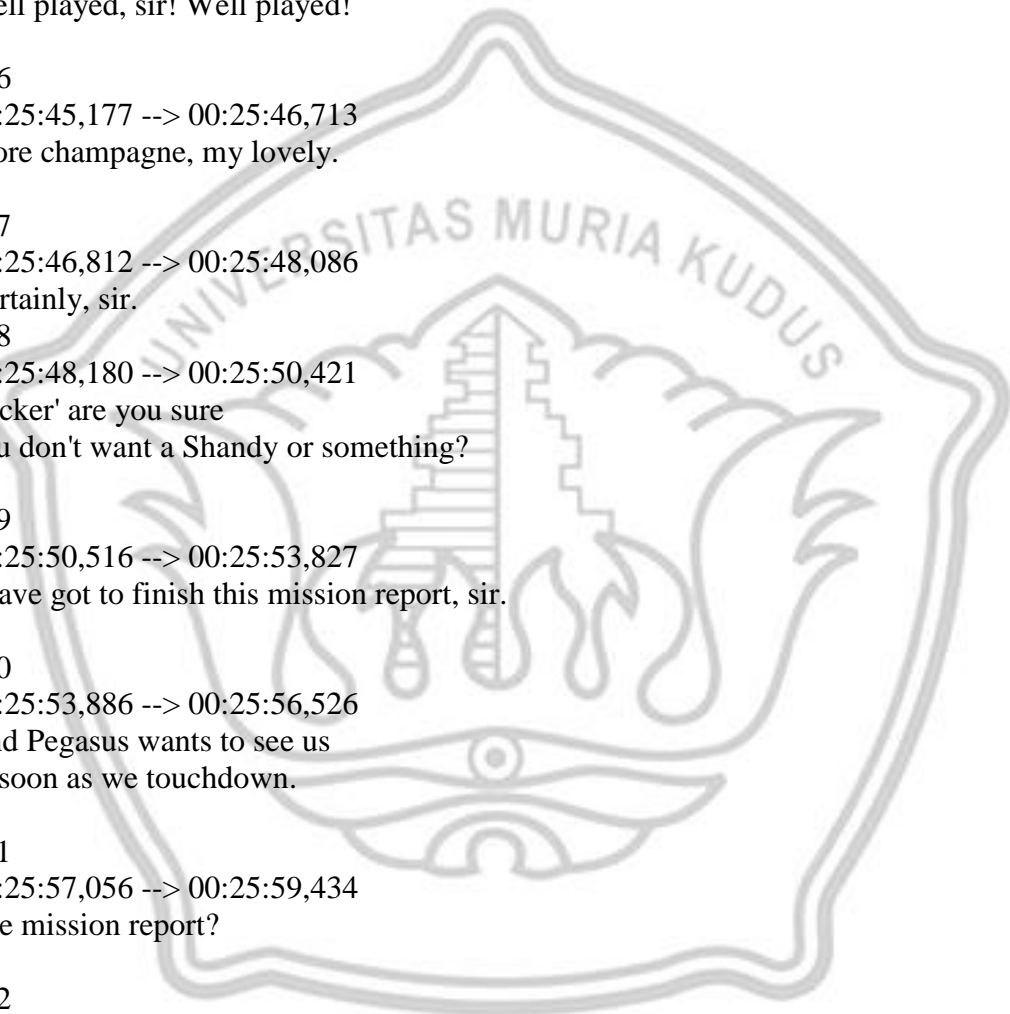 ell played, sir! Well played!
6
:25:45,177 --> 00:25:46,713
ore champagne, my lovely.
7
:25:46,812 --> 00:25:48,086
rtainly, sir.
8
:25:48,180 --> 00:25:50,421
cker' are you sure
u don't want a Shandy or something?
9
:25:50,516 --> 00:25:53,827
ave got to finish this mission report, sir.
0
:25:53,886 --> 00:25:56,526
nd Pegasus wants to see us
soon as we touchdown.
1
:25:57,056 --> 00:25:59,434
e mission report?
2
UNIVERSITAS MURIA KUDUS